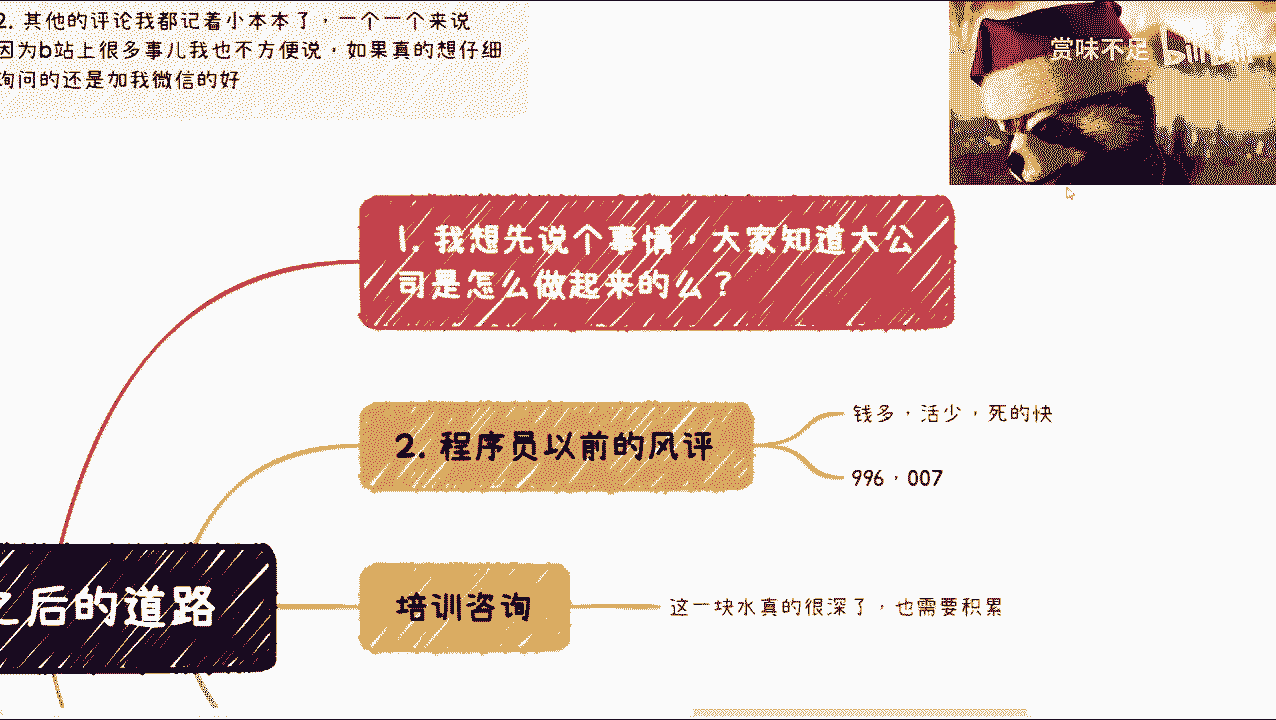 2. 其他的评论我都记着小本本了，一个一个来说
因为b站上很多事儿我也不方便说，如果真的想仔细
询问的还是加我微信的好
赏味不足 bilibili
1. 我想先说个事情，大家知道大公
司是怎么做起来的么？
2. 程序员以前的风评
钱多，活少，死的快
996，007
之后的道路
培训咨询
这一块水真的很深了，也需要积累